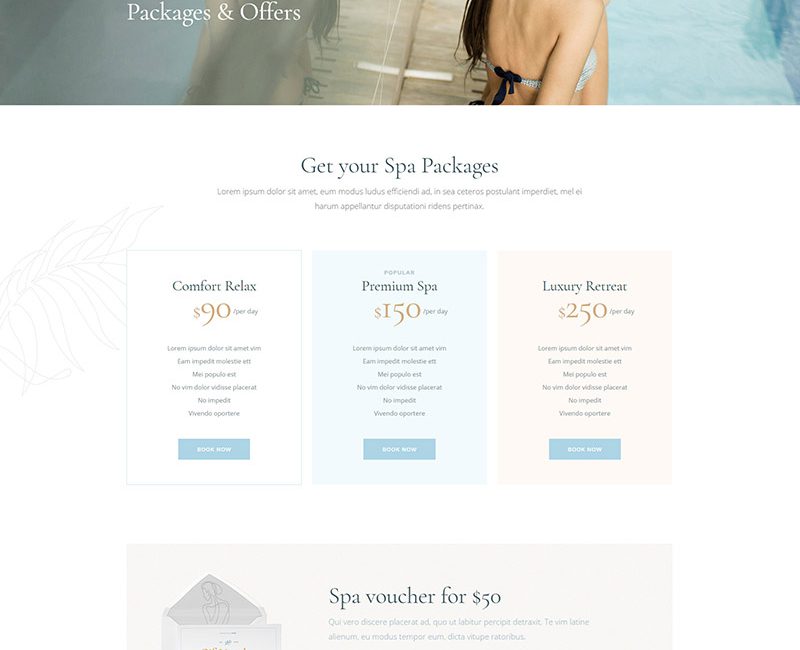 Packages & Offers
Get your Spa Packages
Lorem ipsum dolor sit amet, eum modus ludus efficiendi ad, in sea ceteros postulant imperdiet, mel ei
harum appellantur disputationi ridens pertinax.
Comfort Relax
$90 /per day
Lorem ipsum dolor sit amet vim
Eam impedit molestie ett
Mei populo est
No vim dolor vidisse placerat
No impedit
Vivendo oportere
BOOK NOW
POPULAR
Premium Spa
$150 /per day
Lorem ipsum dolor sit amet vim
Eam impedit molestie ett
Mei populo est
No vim dolor vidisse placerat
No impedit
Vivendo oportere
BOOK NOW
Luxury Retreat
$250 /per day
Lorem ipsum dolor sit amet vim
Eam impedit molestie ett
Mei populo est
No vim dolor vidisse placerat
No impedit
Vivendo oportere
BOOK NOW
Spa voucher for $50
Qui vero discere placerat ad, quo ut labitur percipit detraxit. Te vim latine
alienum, eu modus tempor eum, dicta vitupe ratoribus.